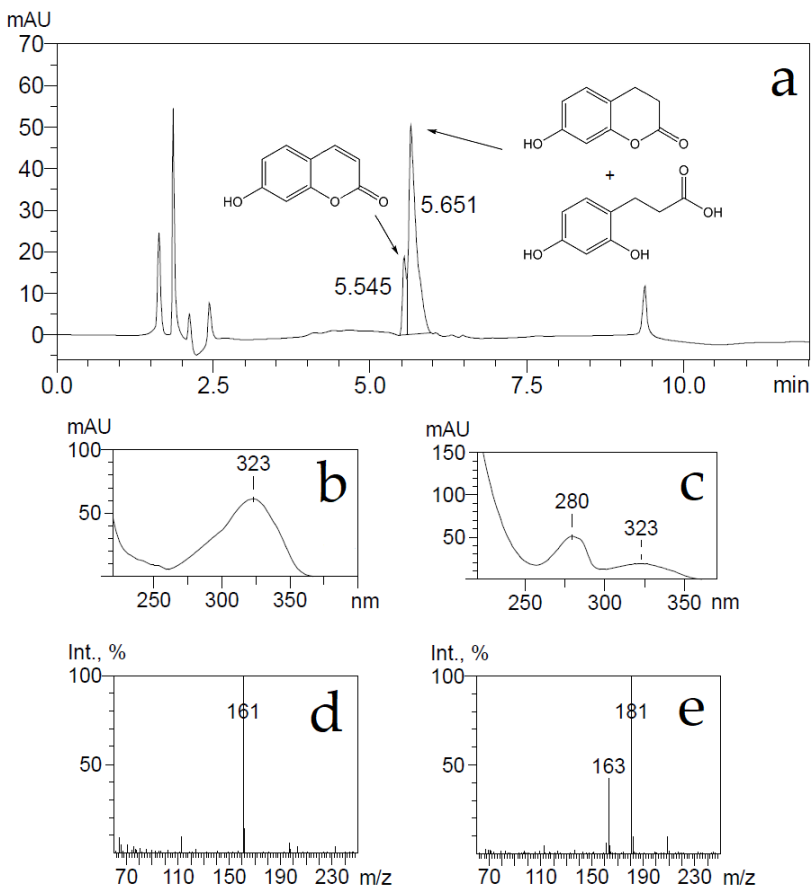 mAU
70
a
60
50
40
30
20
10
0
HO
O
O
5.545
5.651
HO
O
O
+
O
OH
HO
OH
0.0
2.5
5.0
7.5
10.0
min
mAU
100
50
323
b
250
300
350
nm
mAU
150
100
50
280
323
c
250
300
350
nm
Int., %
100
50
161
d
70
110
150
190
230
m/z
Int., %
100
50
163
181
e
70
110
150
190
230
m/z